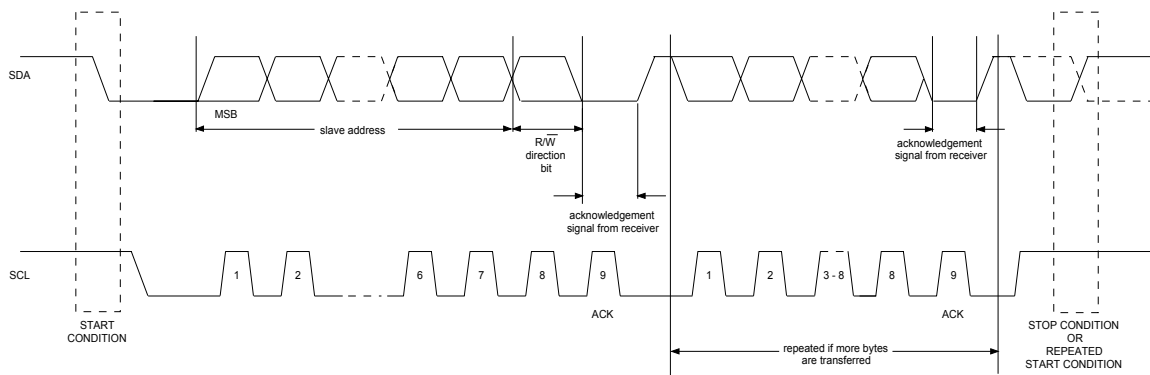 SDA
MSB
slave address
R/W̅
direction
bit
acknowledgement
signal from receiver
acknowledgement
signal from receiver
SCL
1
2
6
7
8
9
1
2
3 - 8
8
9
ACK
ACK
START
CONDITION
repeated if more bytes
are transferred
STOP CONDITION
OR
REPEATED
START CONDITION